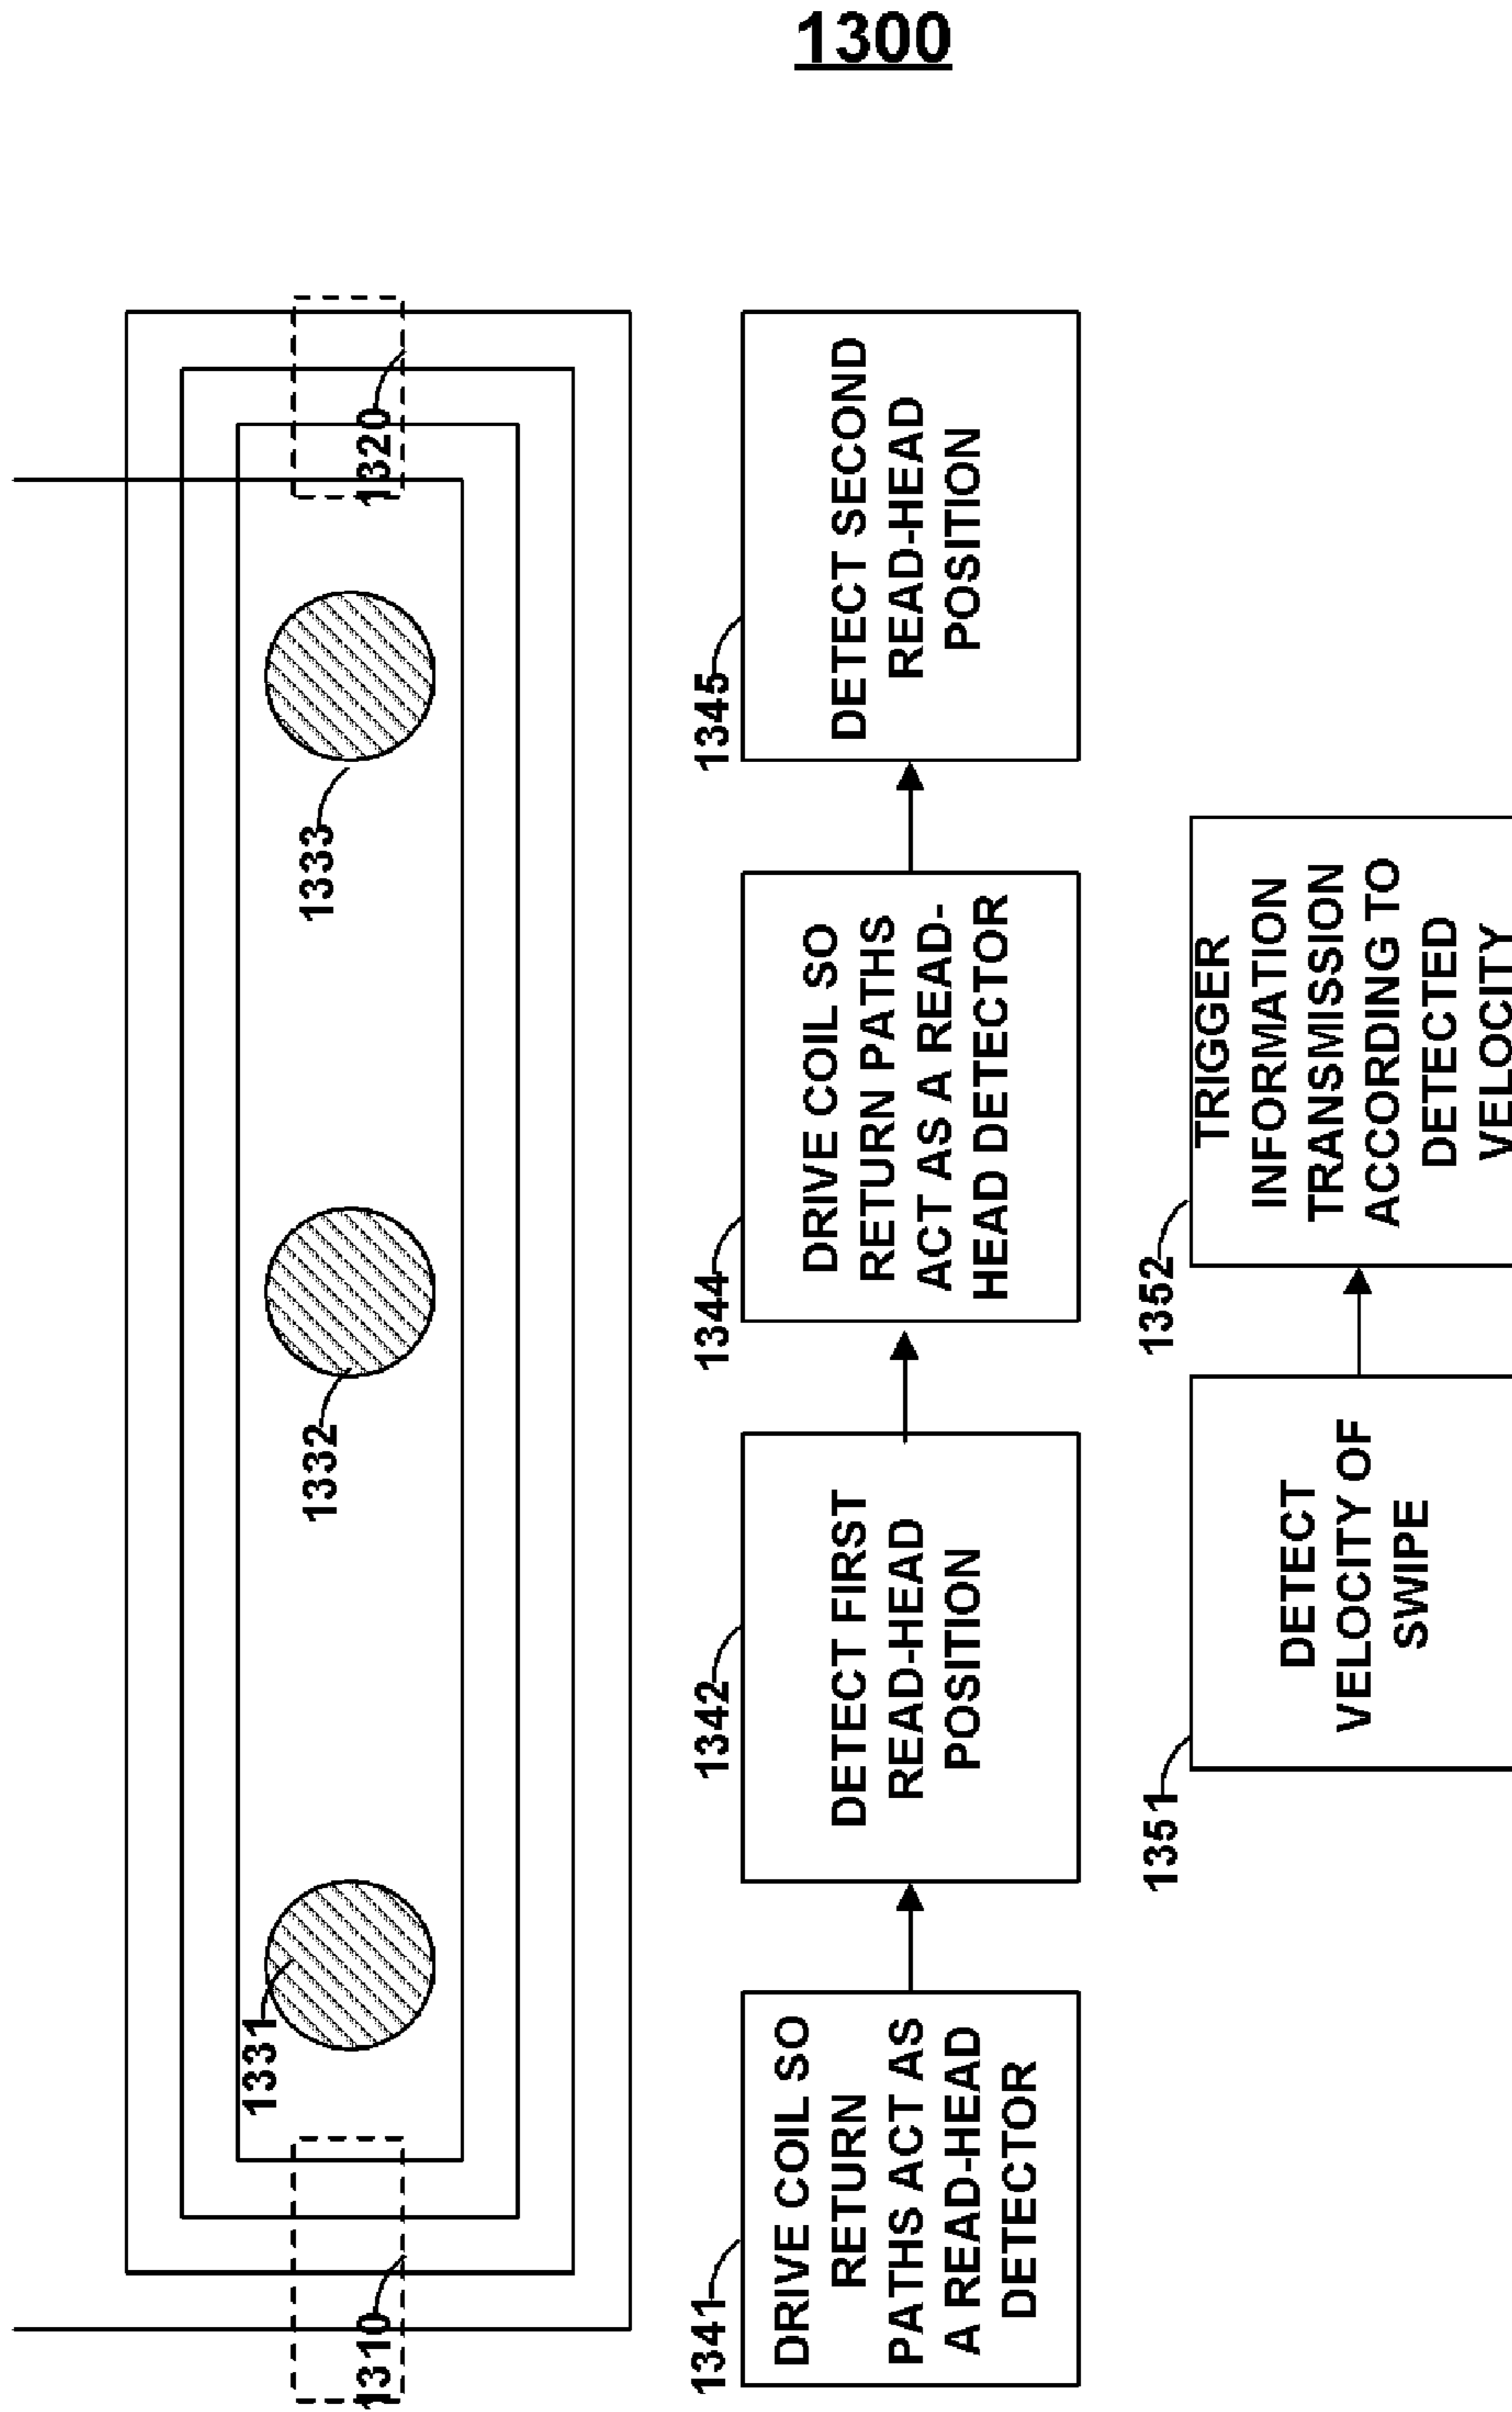 1300
1310
1320
1331
1332
1333
1341
DRIVE COIL SO
RETURN
PATHS ACT AS
A READ-HEAD
DETECTOR
1342
DETECT FIRST
READ-HEAD
POSITION
1344
DRIVE COIL SO
RETURN PATHS
ACT AS A READ-
HEAD DETECTOR
1345
DETECT SECOND
READ-HEAD
POSITION
1351
DETECT
VELOCITY OF
SWIPE
1352
TRIGGER
INFORMATION
TRANSMISSION
ACCORDING TO
DETECTED
VELOCITY